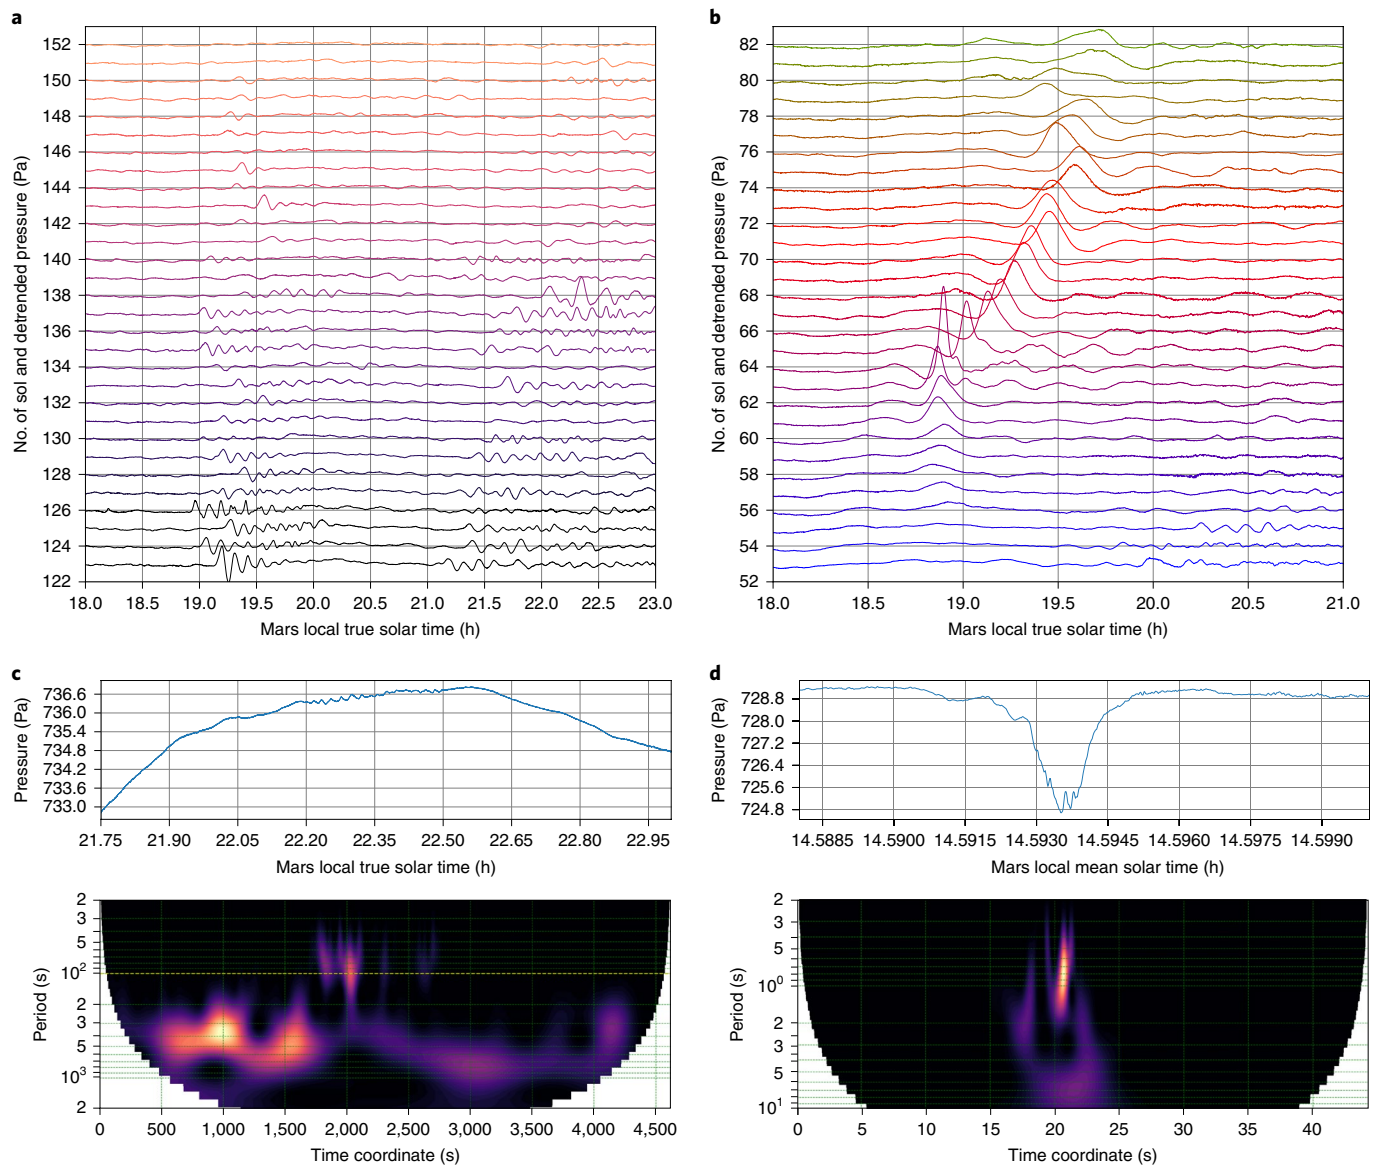 a
No. of sol and detrended pressure (Pa)
152
150
148
146
144
142
140
138
136
134
132
130
128
126
124
122
18.0 18.5 19.0 19.5 20.0 20.5 21.0 21.5 22.0 22.5 23.0
Mars local true solar time (h)
b
No. of sol and detrended pressure (Pa)
82
80
78
76
74
72
70
68
66
64
62
60
58
56
54
52
18.0 18.5 19.0 19.5 20.0 20.5 21.0
Mars local true solar time (h)
c
Pressure (Pa)
736.6
736.0
735.4
734.8
734.2
733.6
733.0
21.75 21.90 22.05 22.20 22.35 22.50 22.65 22.80 22.95
Mars local true solar time (h)
Period (s)
2
3
5
10²
2
3
5
10³
2
0 500 1,000 1,500 2,000 2,500 3,000 3,500 4,000 4,500
Time coordinate (s)
d
Pressure (Pa)
728.8
728.0
727.2
726.4
725.6
724.8
14.5885 14.5900 14.5915 14.5930 14.5945 14.5960 14.5975 14.5990
Mars local mean solar time (h)
Period (s)
2
3
5
10⁰
2
3
5
10¹
0 5 10 15 20 25 30 35 40
Time coordinate (s)